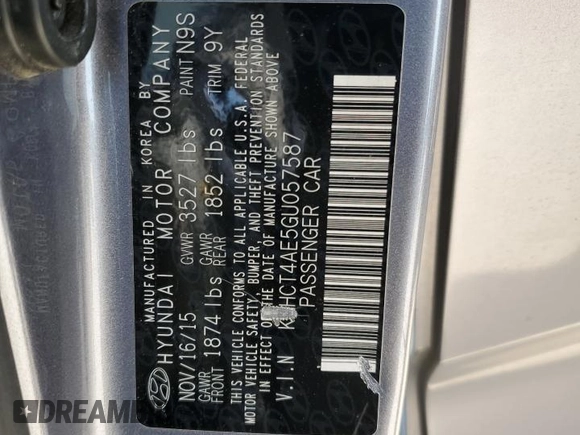 MANUFACTURED IN KOREA BY
HYUNDAI MOTOR COMPANY
NOV/16/15 GVWR 3527 lbs PAINT N9S
GAWR FRONT 1874 lbs GAWR REAR 1852 lbs TRIM 9Y
THIS VEHICLE CONFORMS TO ALL APPLICABLE U.S.A. FEDERAL
MOTOR VEHICLE SAFETY, BUMPER, AND THEFT PREVENTION STANDARDS
IN EFFECT ON THE DATE OF MANUFACTURE SHOWN ABOVE
V.I.N KMHCT4AE5GU057587
PASSENGER CAR